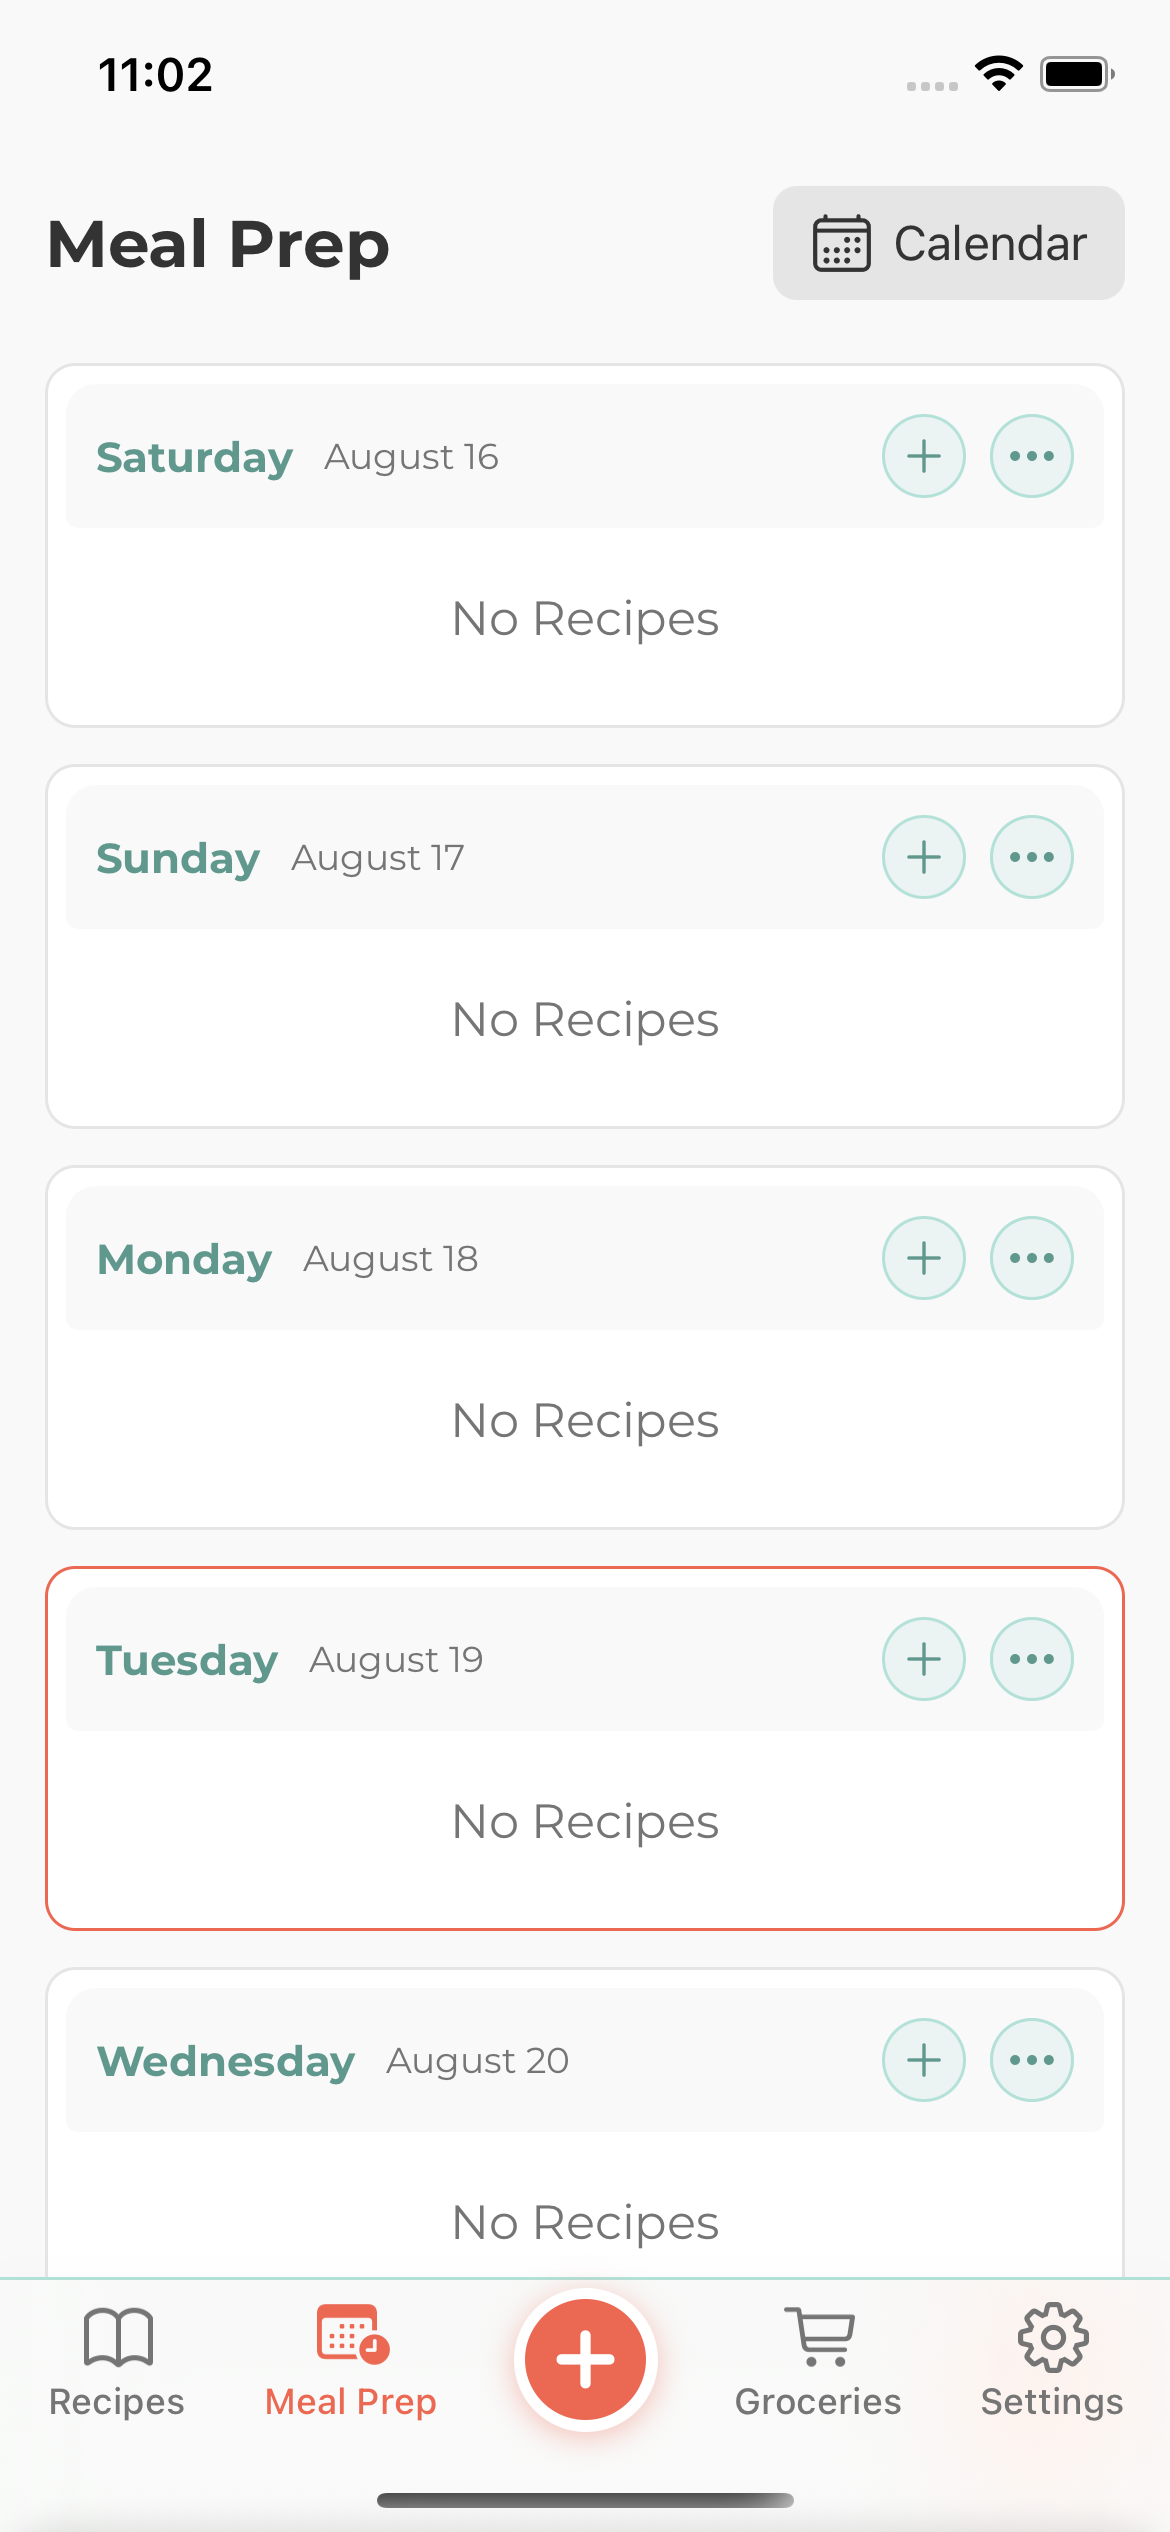 11:02
Meal Prep
Calendar
Saturday August 16
No Recipes
Sunday August 17
No Recipes
Monday August 18
No Recipes
Tuesday August 19
No Recipes
Wednesday August 20
No Recipes
Recipes Meal Prep Groceries Settings